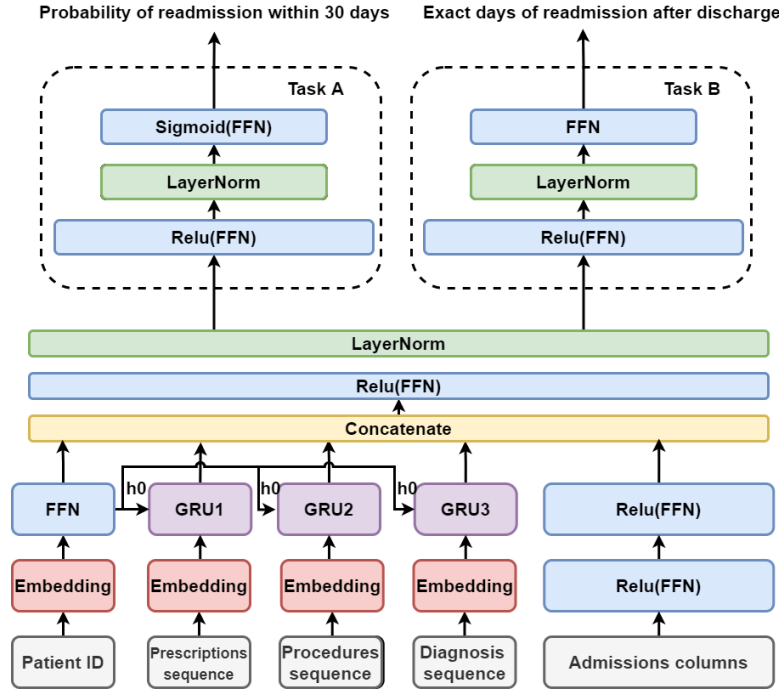 Probability of readmission within 30 days
Exact days of readmission after discharge
Task A
Task B
Sigmoid(FFN)
FFN
LayerNorm
LayerNorm
Relu(FFN)
Relu(FFN)
LayerNorm
Relu(FFN)
Concatenate
h0
h0
h0
FFN
GRU1
GRU2
GRU3
Relu(FFN)
Embedding
Embedding
Embedding
Embedding
Relu(FFN)
Patient ID
Prescriptions
sequence
Procedures
sequence
Diagnosis
sequence
Admissions columns